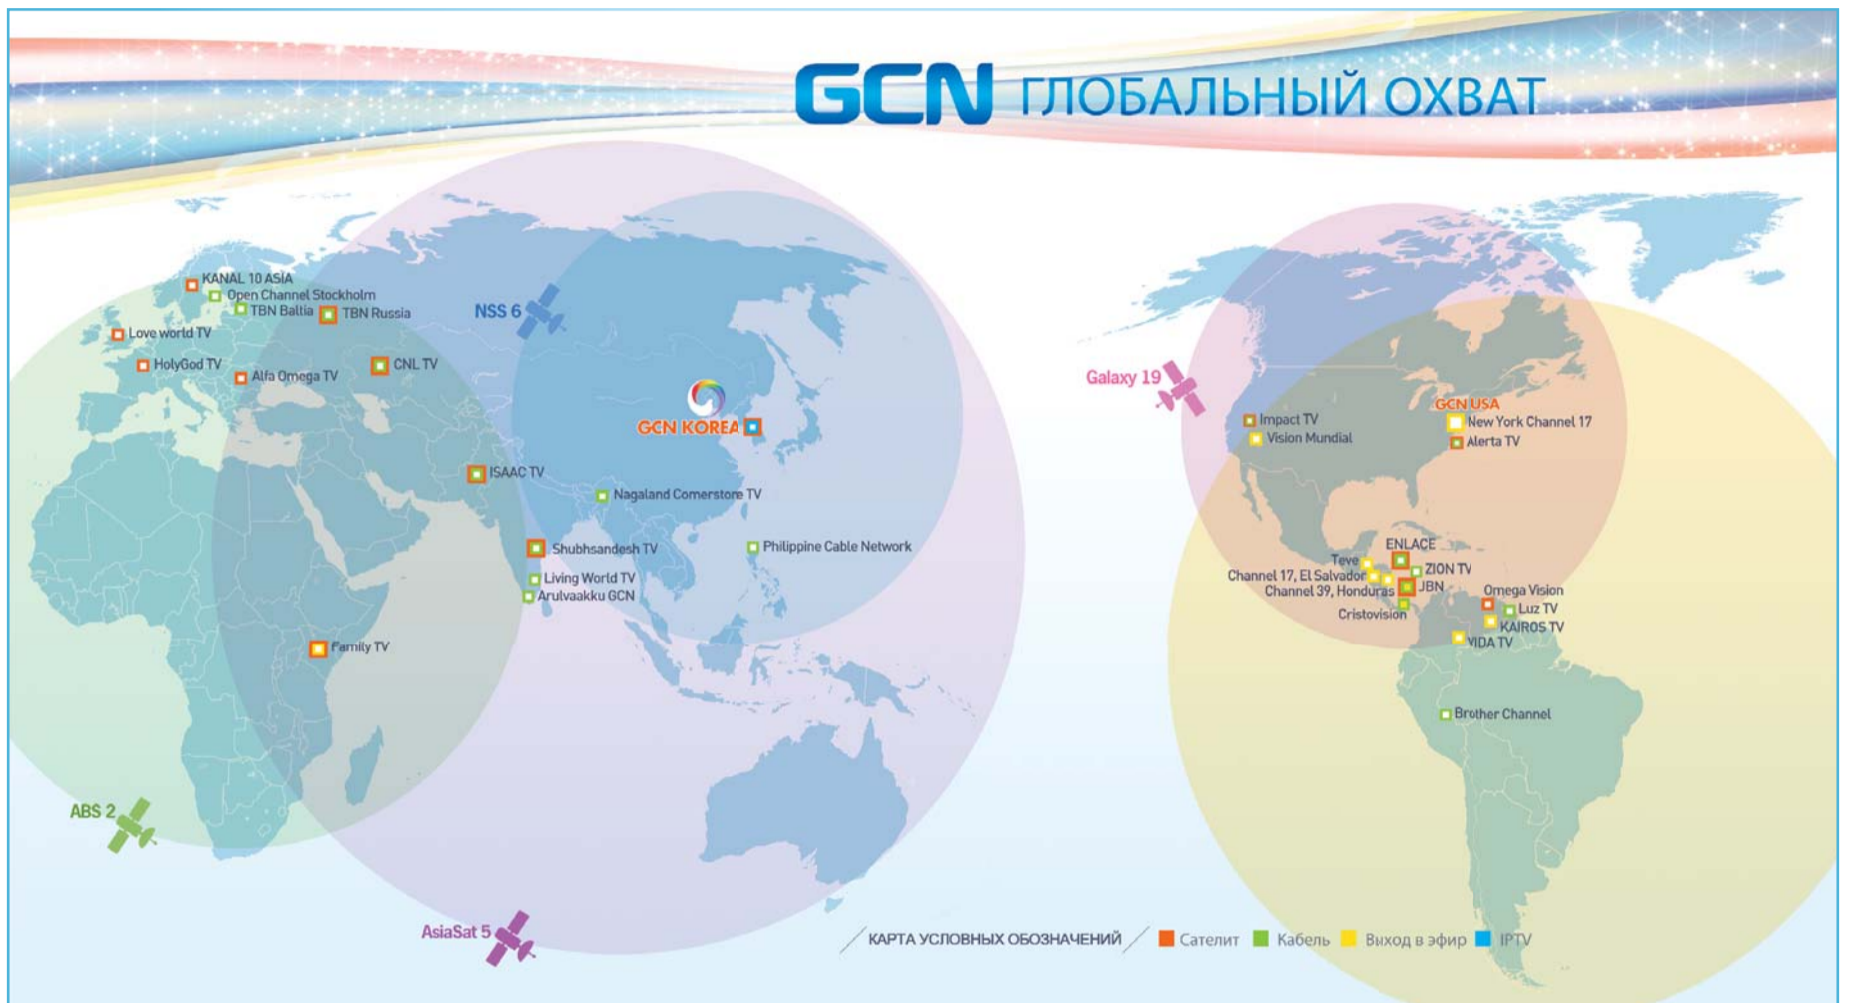 GCN ГЛОБАЛЬНЫЙ ОХВАТ
KANAL 10 ASIA
Open Channel Stockholm
TBN Baltia
TBN Russia
Love world TV
HolyGod TV
Alfa Omega TV
CNL TV
NSS 6
GCN KOREA
ISAAC TV
Nagaland Comerstore TV
Shubhsandesh TV
Philippine Cable Network
Living World TV
Arulvaakku GCN
Family TV
ABS 2
AsiaSat 5
Galaxy 19
GCN USA
Impact TV
New York Channel 17
Vision Mundial
Alerta TV
ENLACE
Teve
ZION TV
Channel 17, El Salvador
JBN
Channel 39, Honduras
Omega Vision
Cristovision
Luz TV
KAIROS TV
VIDA TV
Brother Channel
КАРТА УСЛОВНЫХ ОБОЗНАЧЕНИЙ Сателит Кабель Выход в эфир IPTV